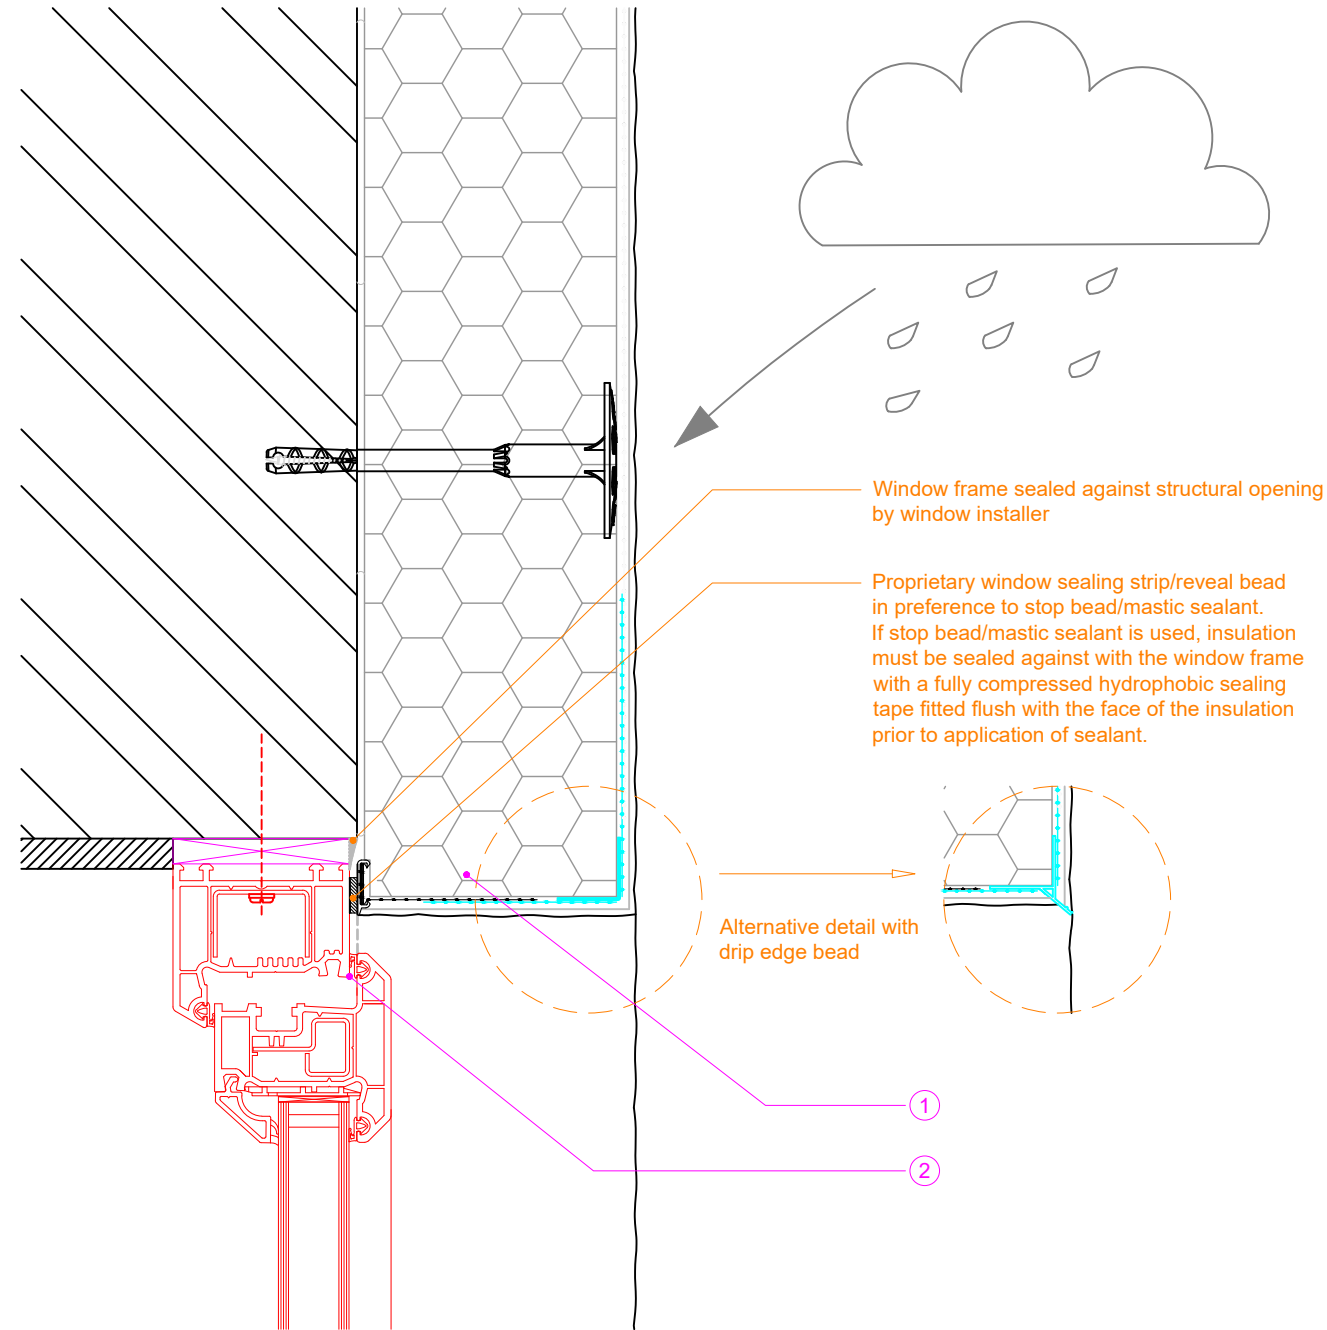 Window frame sealed against structural opening
by window installer
Proprietary window sealing strip/reveal bead
in preference to stop bead/mastic sealant.
If stop bead/mastic sealant is used, insulation
must be sealed against with the window frame
with a fully compressed hydrophobic sealing
tape fitted flush with the face of the insulation
prior to application of sealant.
Alternative detail with
drip edge bead
1
2